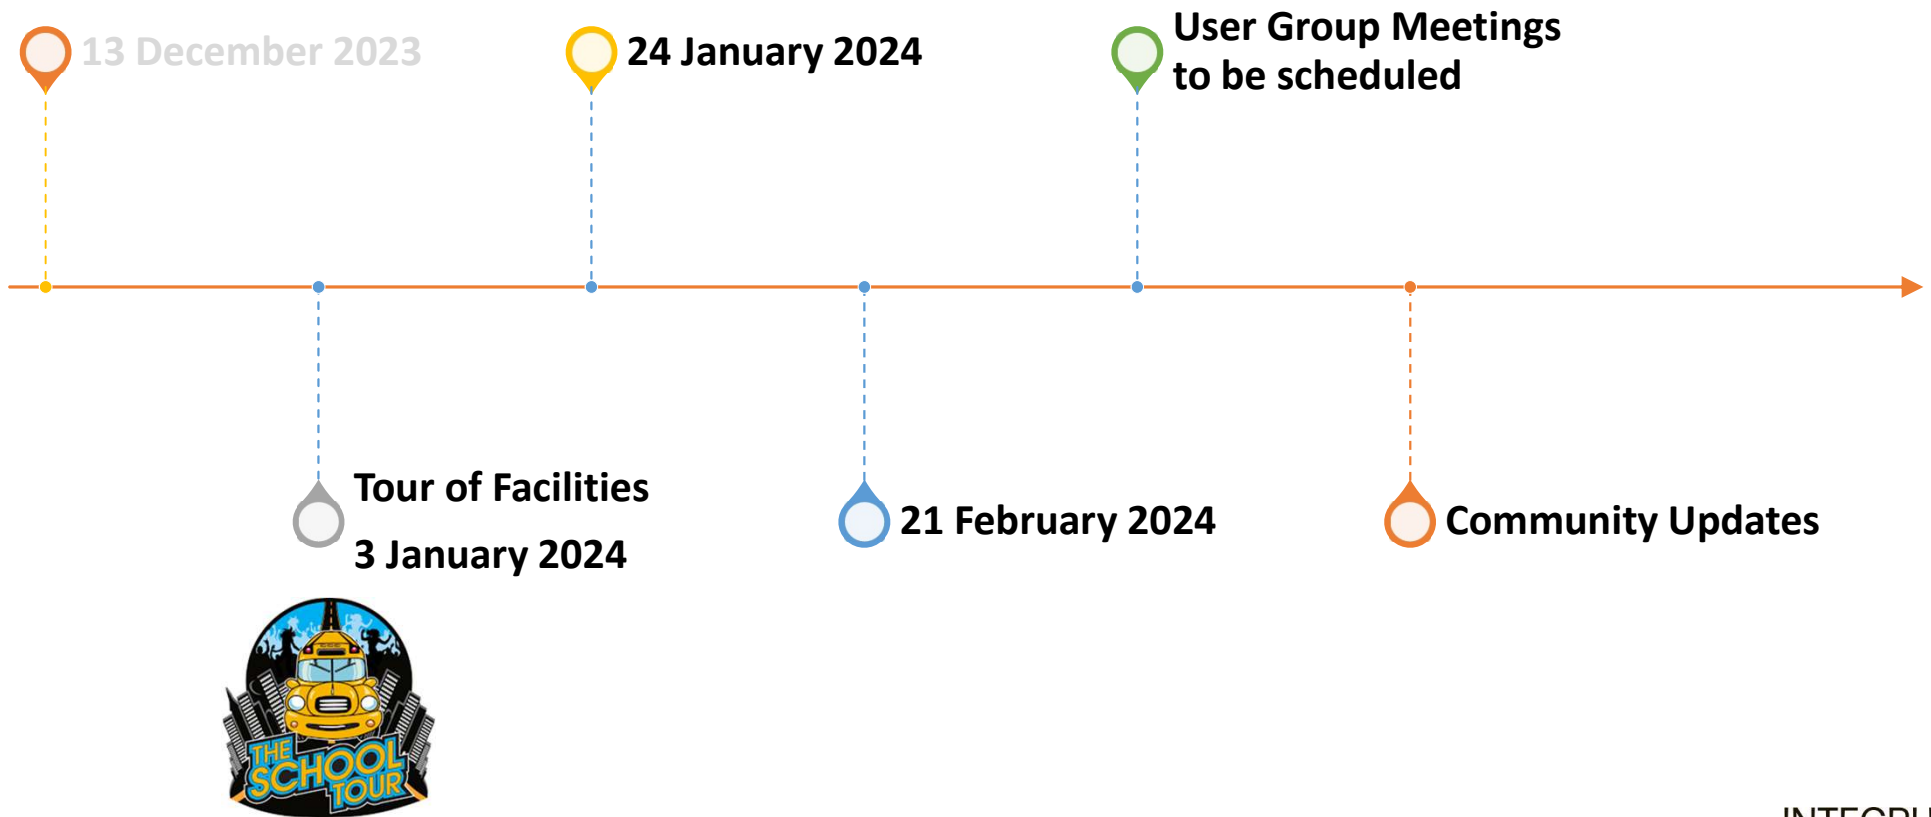 13 December 2023
24 January 2024
User Group Meetings
to be scheduled
Tour of Facilities
3 January 2024
21 February 2024
Community Updates
THE
SCHOOL
TOUR